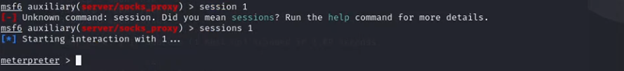 msf6 auxiliary(server/socks_proxy) > session 1
[-] Unknown command: session. Did you mean sessions? Run the help command for more details.
msf6 auxiliary(server/socks_proxy) > sessions 1
[*] Starting interaction with 1...
meterpreter >